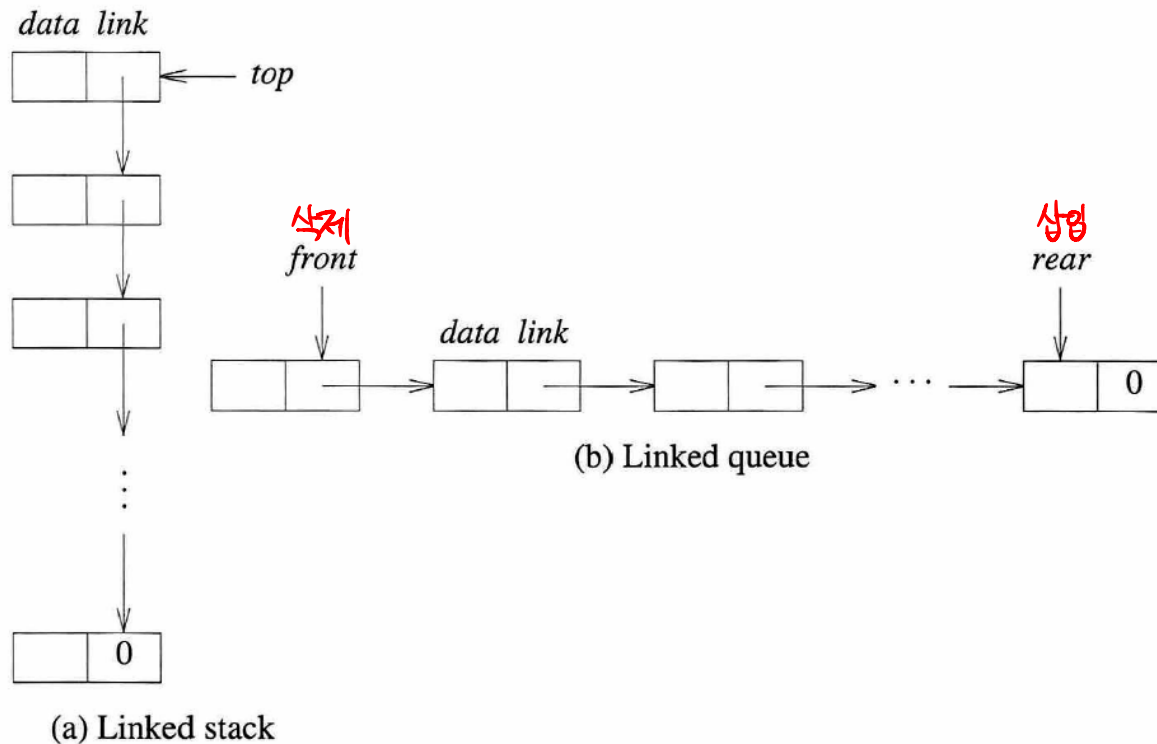 data link
top
삭제
front
삽입
rear
data link
...
0
(b) Linked queue
...
0
(a) Linked stack